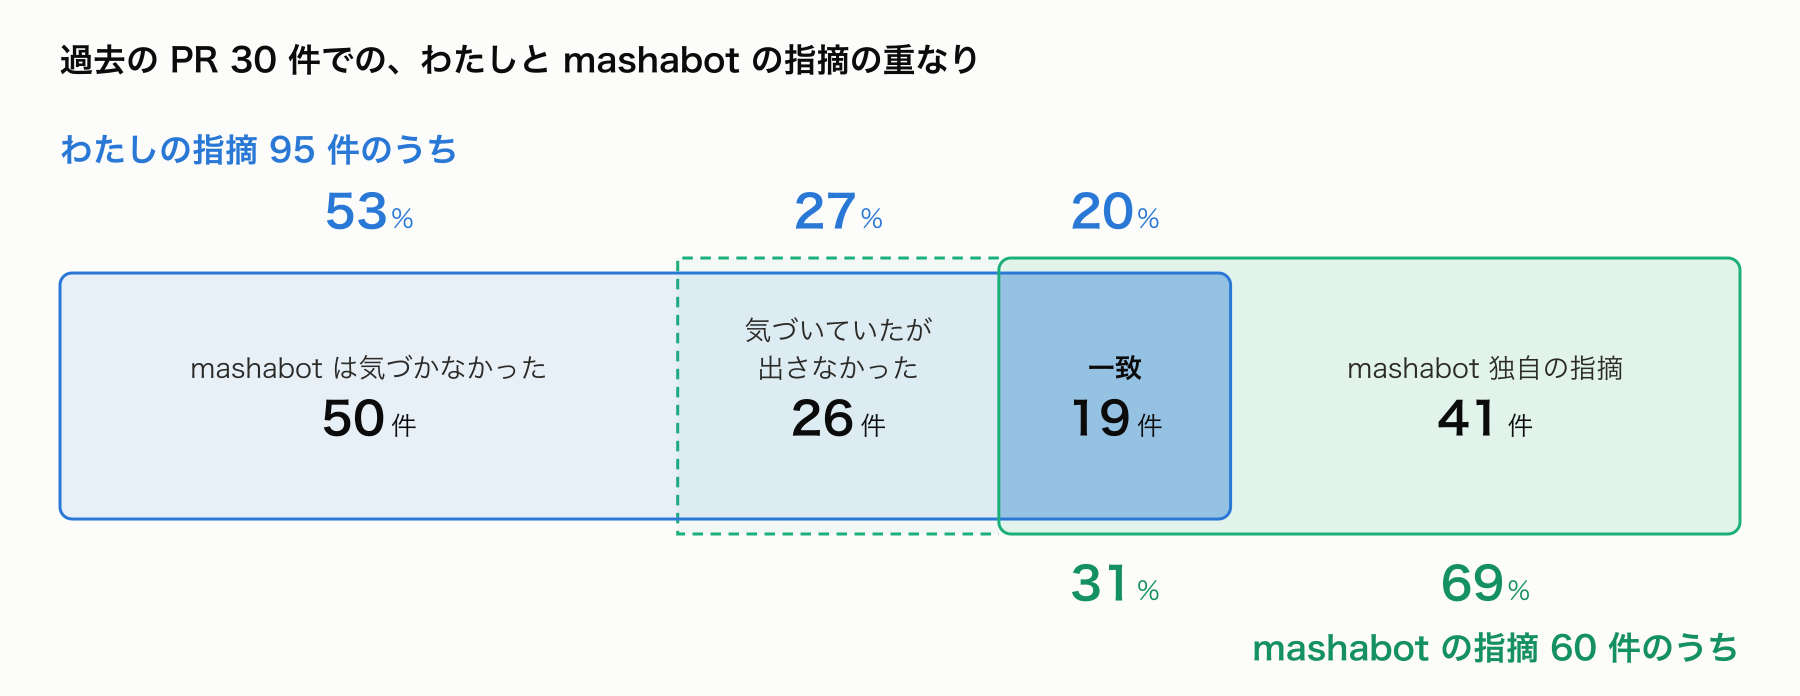 過去の PR 30 件での、わたしと mashabot の指摘の重なり
わたしの指摘 95 件のうち
53%
27%
20%
mashabot は気づかなかった
50 件
気づいていたが
出さなかった
26 件
一致
19 件
mashabot 独自の指摘
41 件
31%
69%
mashabot の指摘 60 件のうち